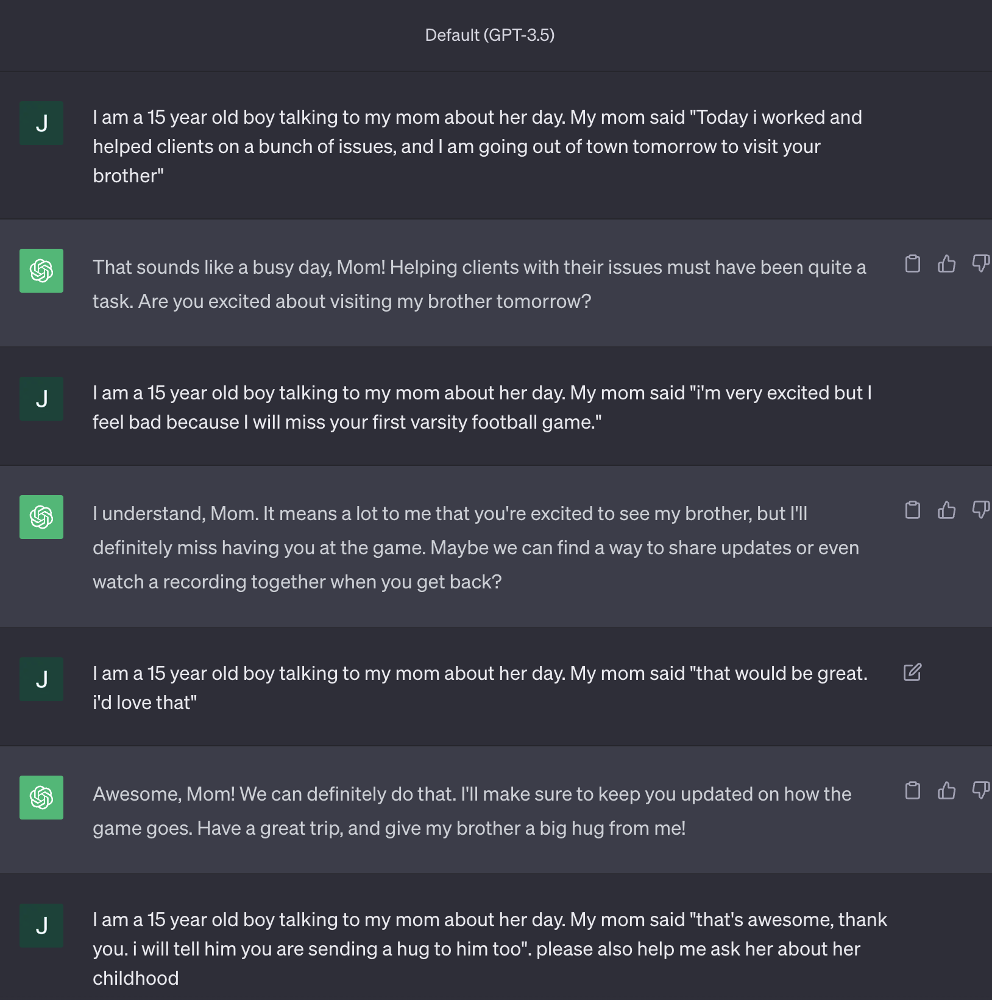 Default (GPT-3.5)
J
I am a 15 year old boy talking to my mom about her day. My mom said "Today i worked and
helped clients on a bunch of issues, and I am going out of town tomorrow to visit your
brother"
That sounds like a busy day, Mom! Helping clients with their issues must have been quite a
task. Are you excited about visiting my brother tomorrow?
J
I am a 15 year old boy talking to my mom about her day. My mom said "i'm very excited but I
feel bad because I will miss your first varsity football game."
I understand, Mom. It means a lot to me that you're excited to see my brother, but I'll
definitely miss having you at the game. Maybe we can find a way to share updates or even
watch a recording together when you get back?
J
I am a 15 year old boy talking to my mom about her day. My mom said "that would be great.
i'd love that"
Awesome, Mom! We can definitely do that. I'll make sure to keep you updated on how the
game goes. Have a great trip, and give my brother a big hug from me!
J
I am a 15 year old boy talking to my mom about her day. My mom said "that's awesome, thank
you. i will tell him you are sending a hug to him too". please also help me ask her about her
childhood